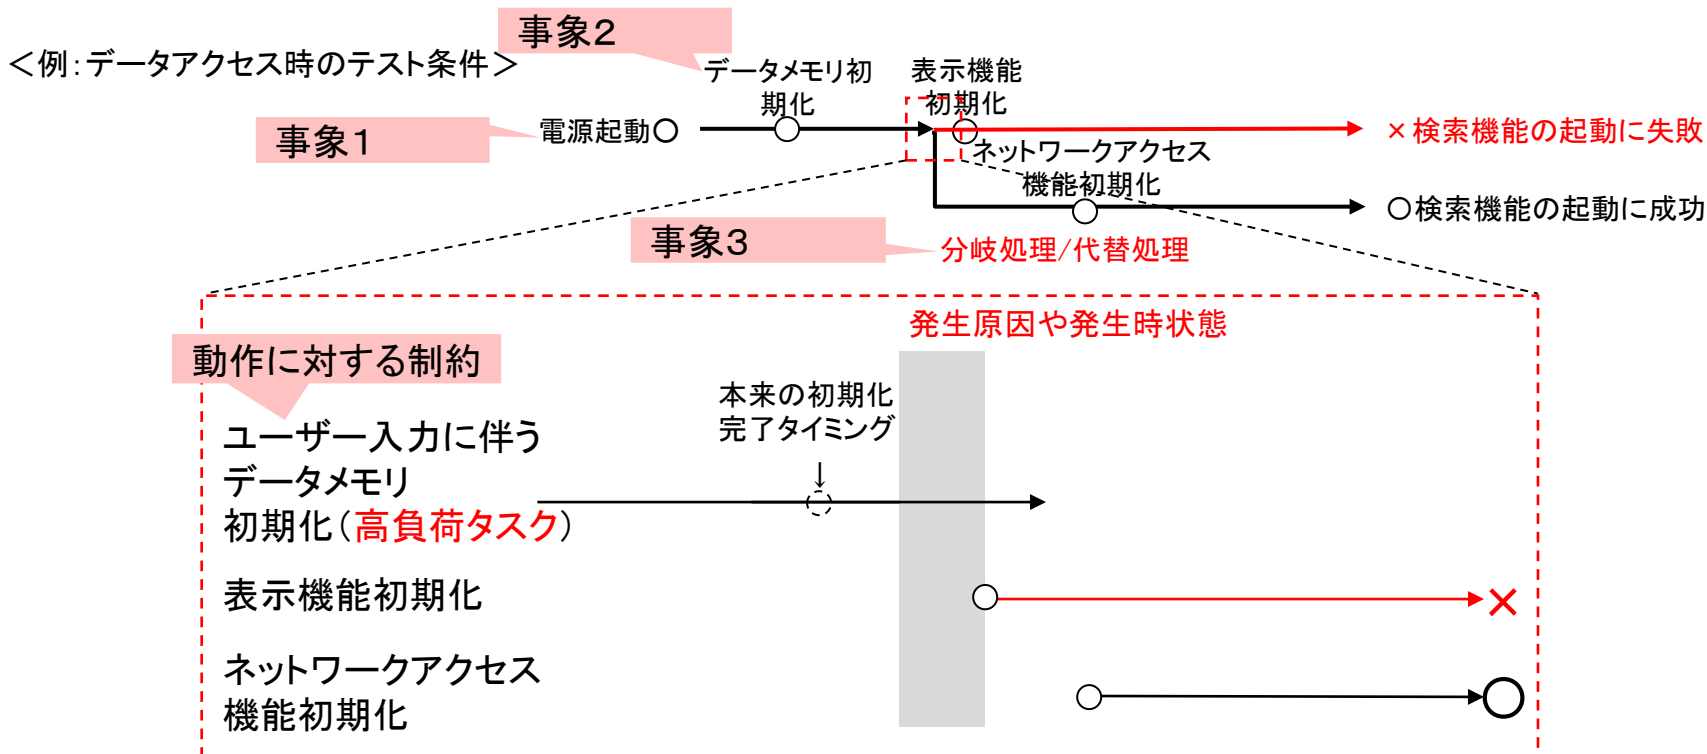 事象2
＜例：データアクセス時のテスト条件＞
データメモリ初
期化
表示機能
初期化
事象1
電源起動〇
×検索機能の起動に失敗
ネットワークアクセス
機能初期化
〇検索機能の起動に成功
事象3
分岐処理/代替処理
発生原因や発生時状態
動作に対する制約
本来の初期化
完了タイミング
↓
ユーザー入力に伴う
データメモリ
初期化（高負荷タスク）
表示機能初期化
ネットワークアクセス
機能初期化